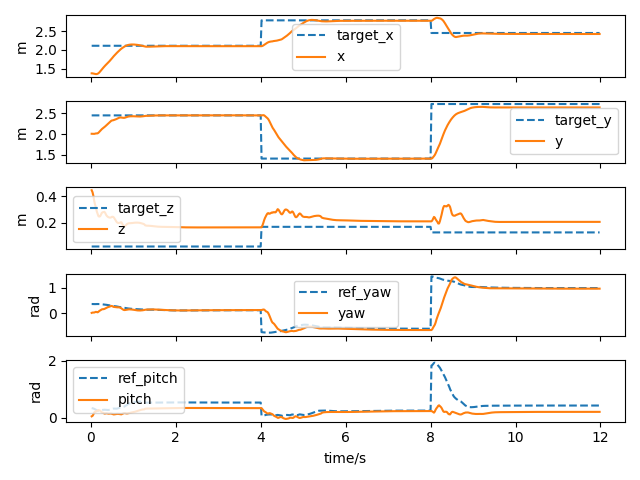 m
2.5
2.0
1.5
target_x
x
m
2.5
2.0
1.5
target_y
y
m
0.4
0.2
target_z
z
rad
1
0
ref_yaw
yaw
rad
2
0
ref_pitch
pitch
0 2 4 6 8 10 12
time/s